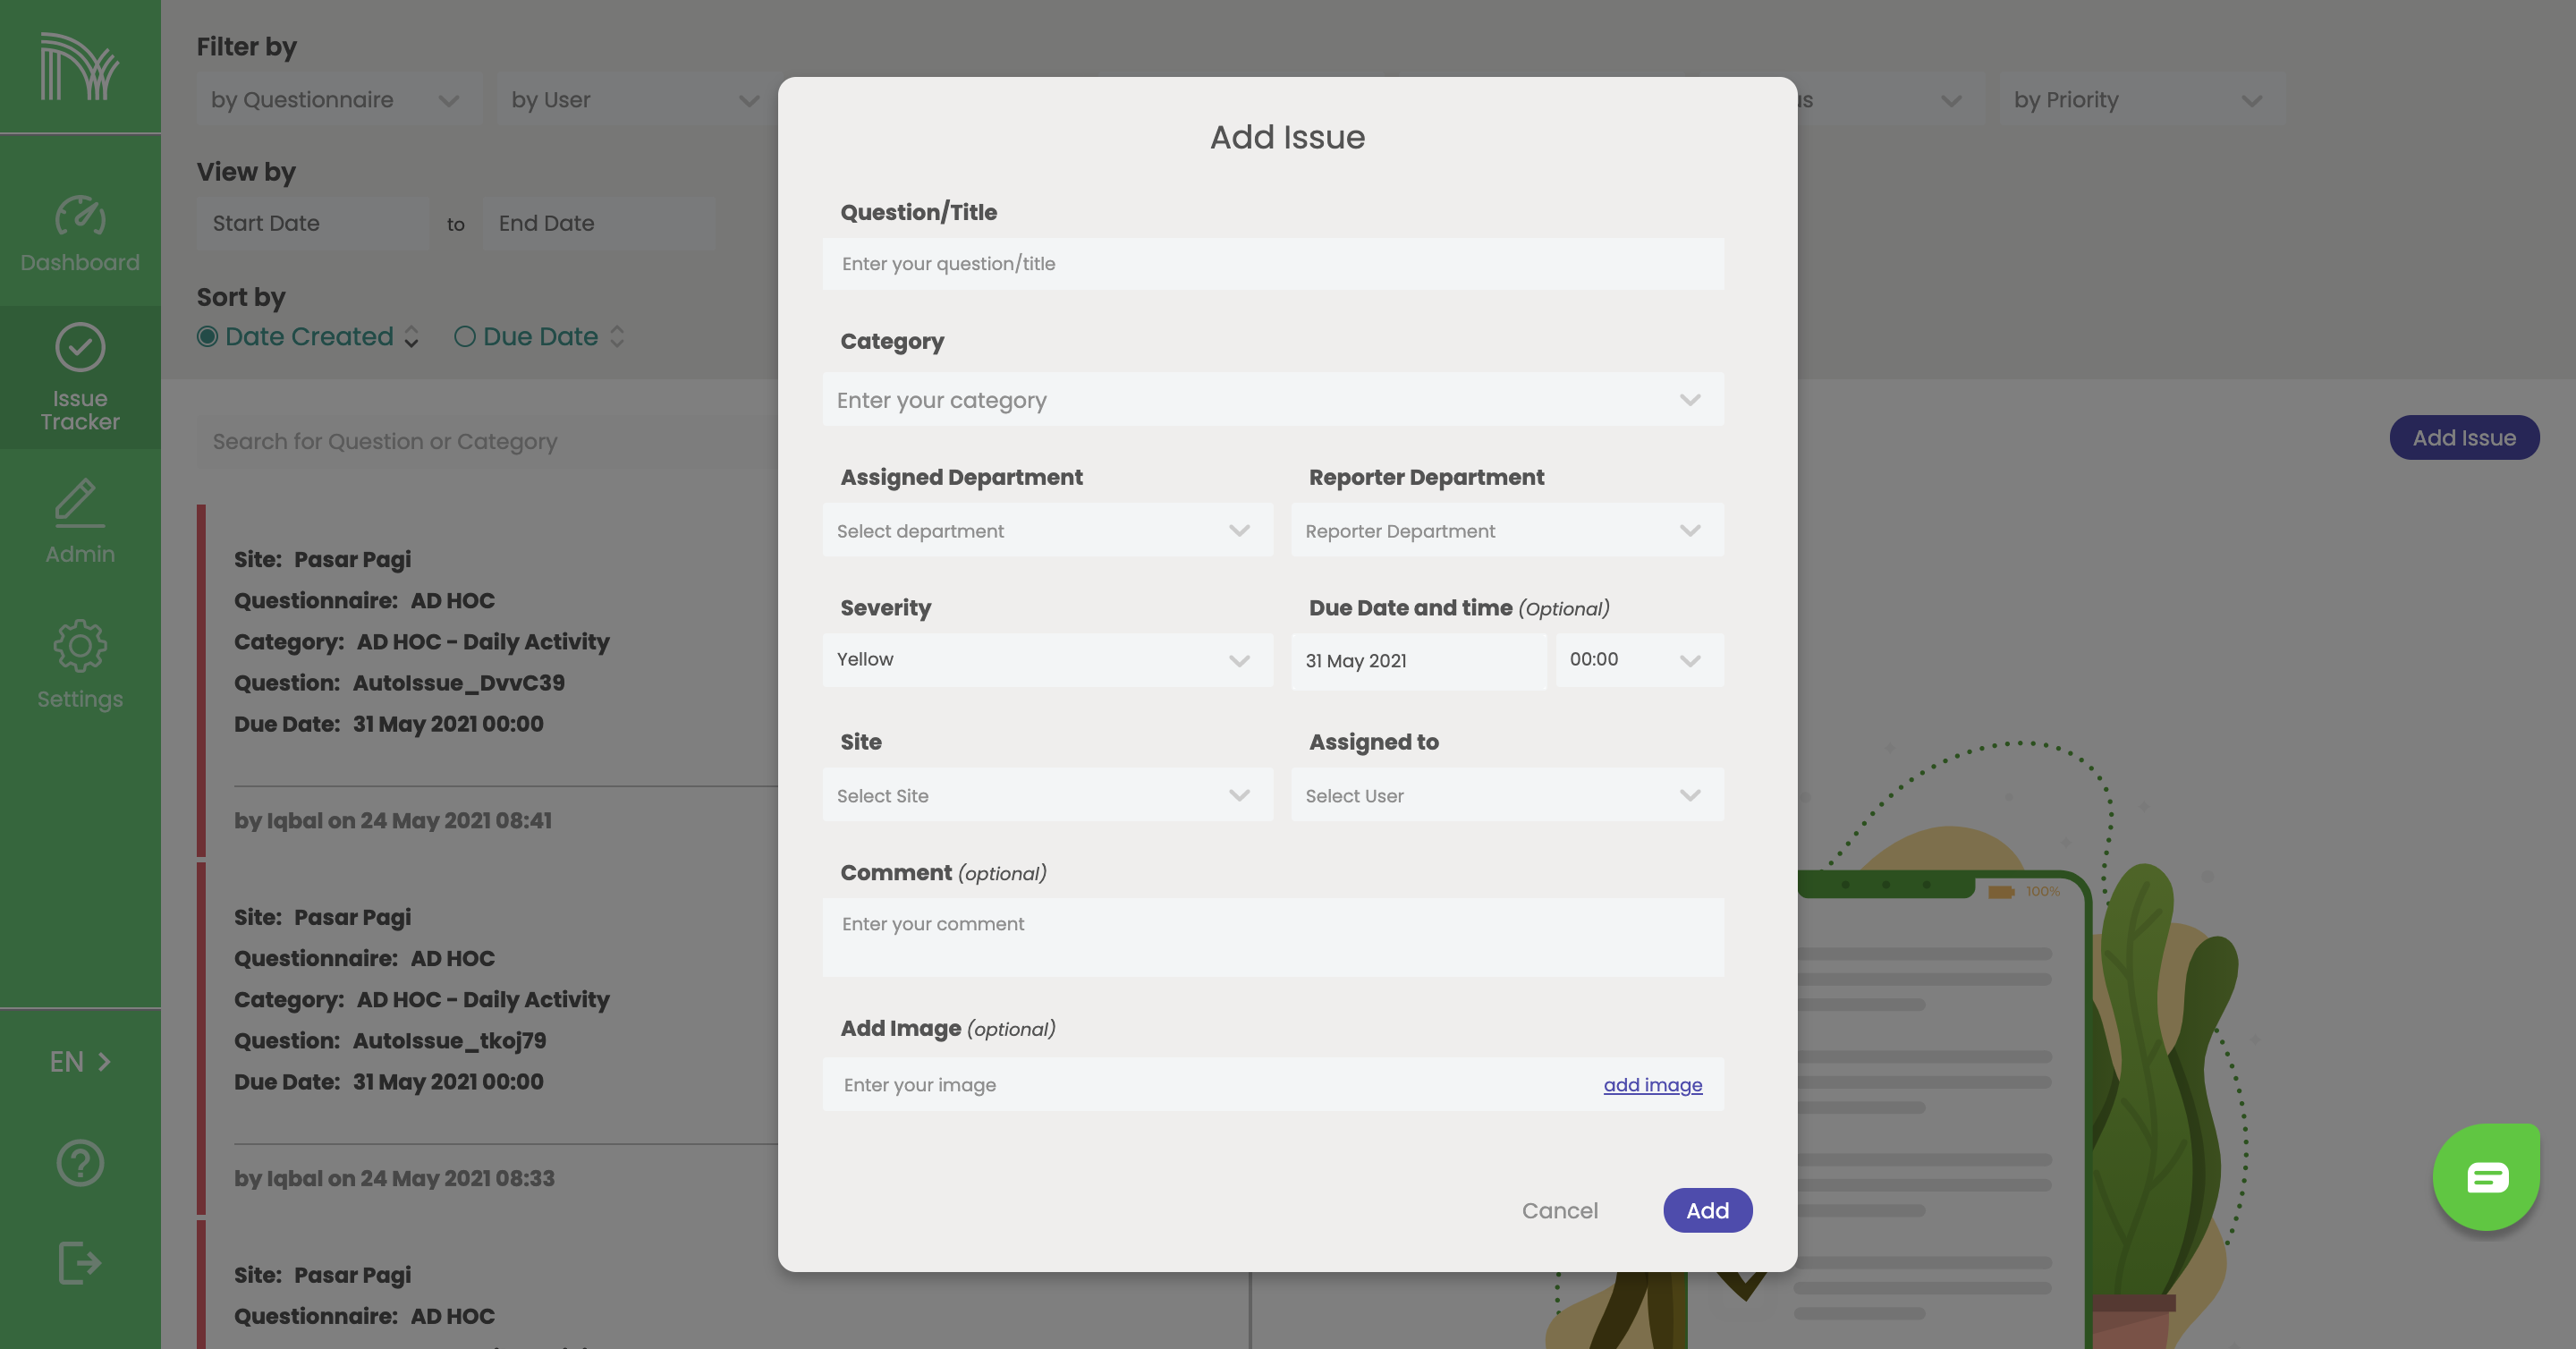 Filter by
by Questionnaire
by User
by Priority
View by
Start Date to End Date
Sort by
Date Created
Due Date
Dashboard
Issue
Tracker
Admin
Settings
EN
Search for Question or Category
Add Issue
Site: Pasar Pagi
Questionnaire: AD HOC
Category: AD HOC - Daily Activity
Question: AutoIssue_DvvC39
Due Date: 31 May 2021 00:00
by Iqbal on 24 May 2021 08:41
Site: Pasar Pagi
Questionnaire: AD HOC
Category: AD HOC - Daily Activity
Question: AutoIssue_tkoj79
Due Date: 31 May 2021 00:00
by Iqbal on 24 May 2021 08:33
Site: Pasar Pagi
Questionnaire: AD HOC
Add Issue
Question/Title
Enter your question/title
Category
Enter your category
Assigned Department
Reporter Department
Select department
Reporter Department
Severity
Due Date and time (Optional)
Yellow
31 May 2021
00:00
Site
Assigned to
Select Site
Select User
Comment (optional)
Enter your comment
Add Image (optional)
Enter your image
add image
Cancel
Add
100%